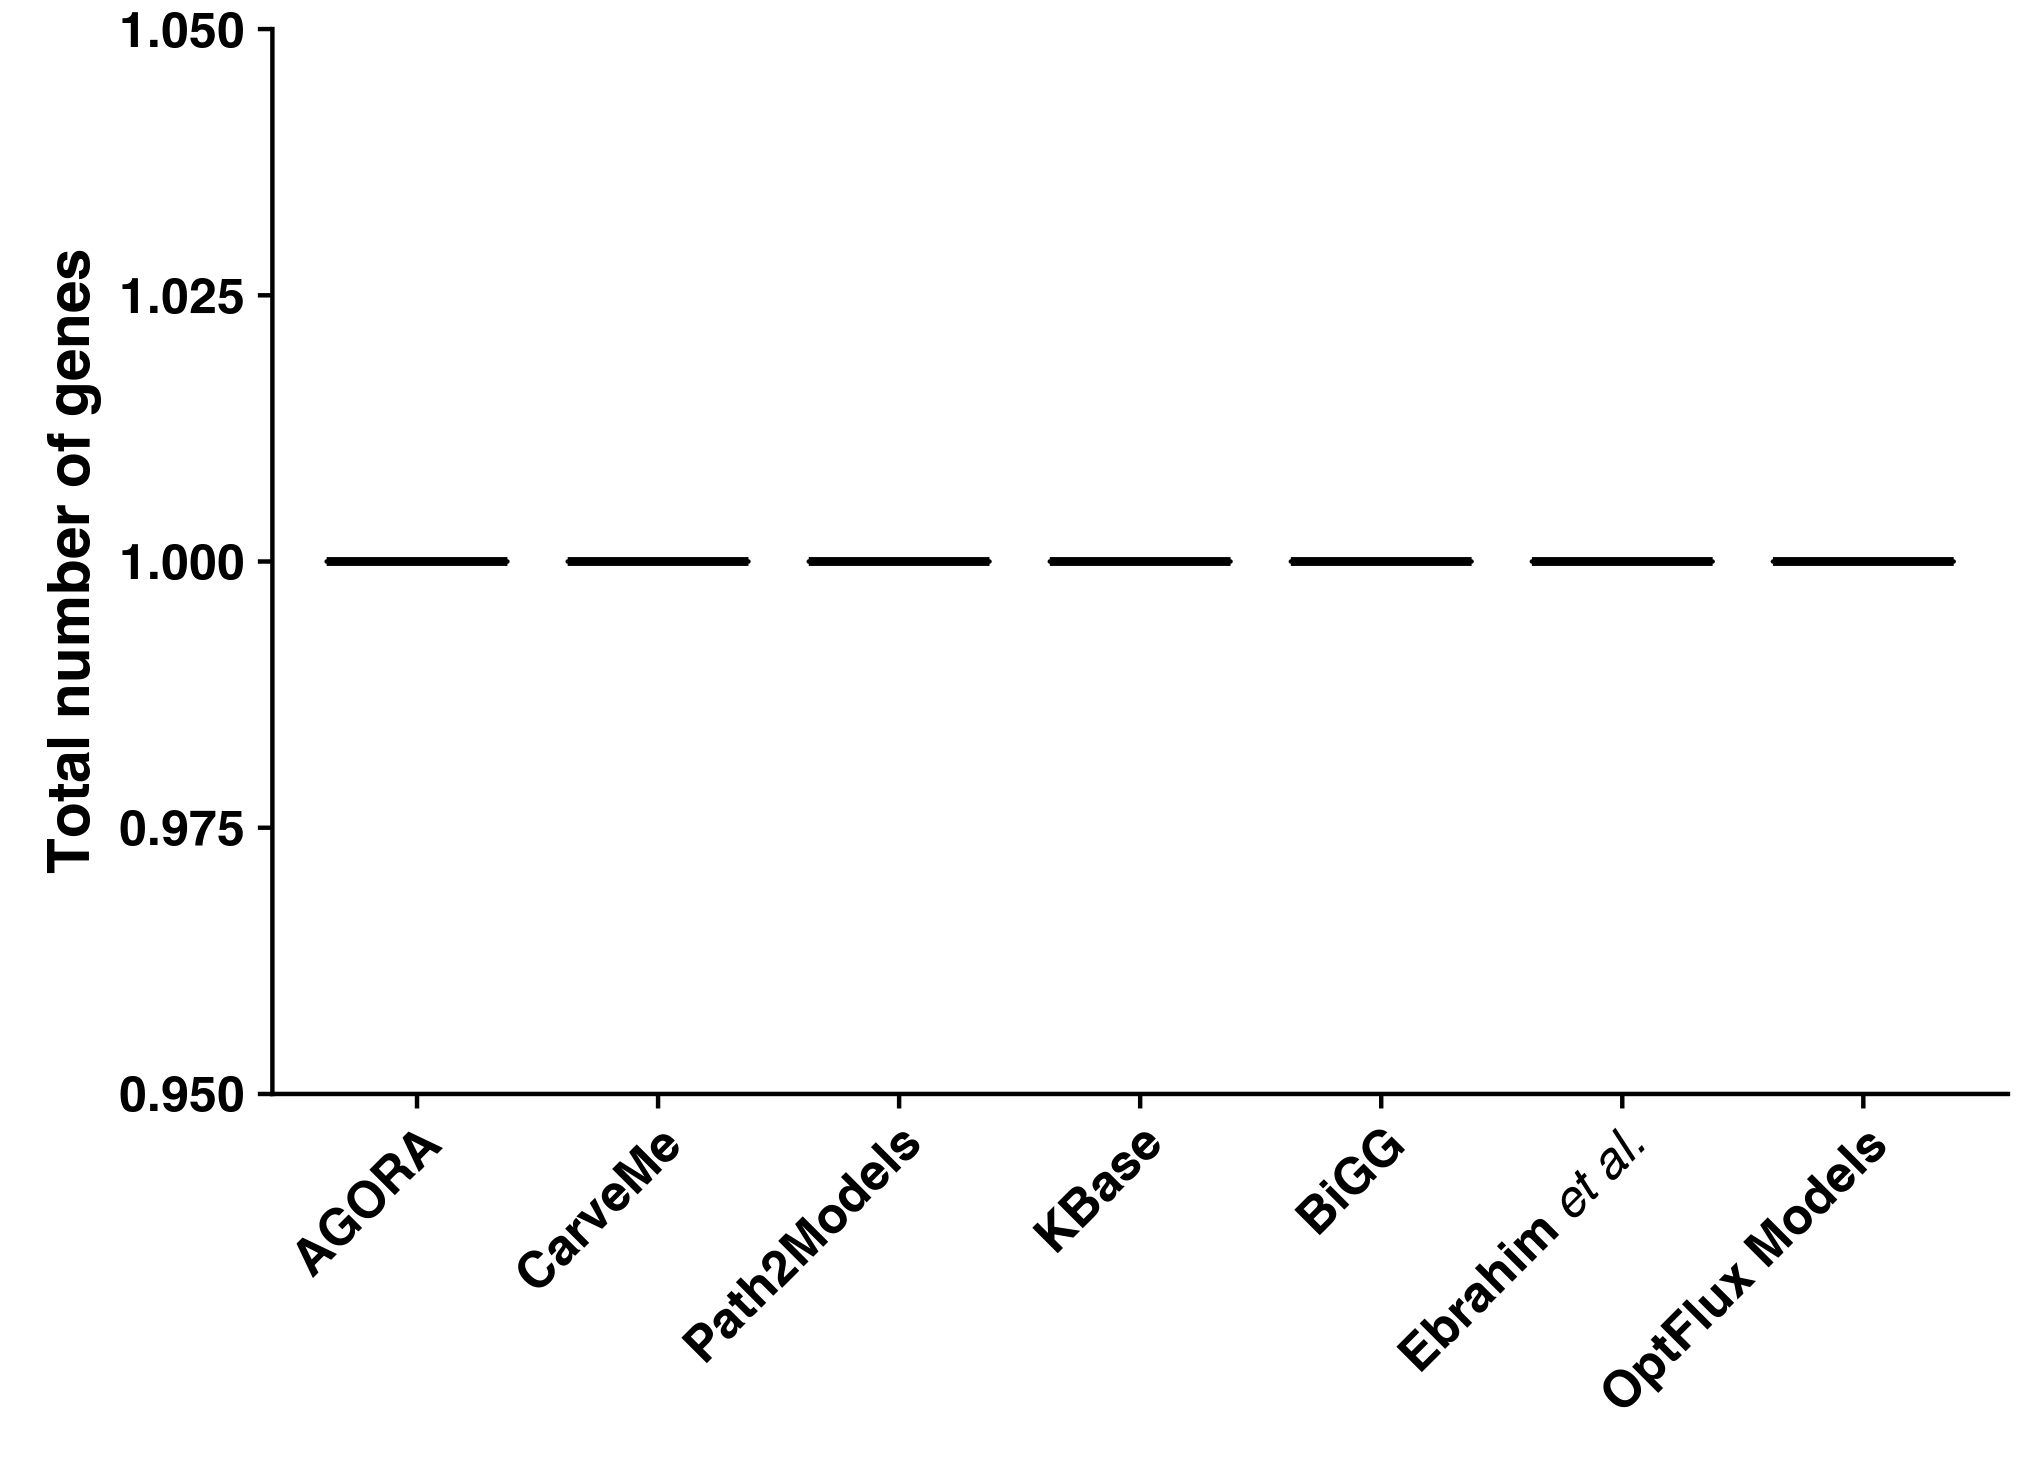 Total number of genes
1.050
1.025
1.000
0.975
0.950
AGORA
CarveMe
Path2Models
KBase
BiGG
Ebrahim et al.
OptFlux Models